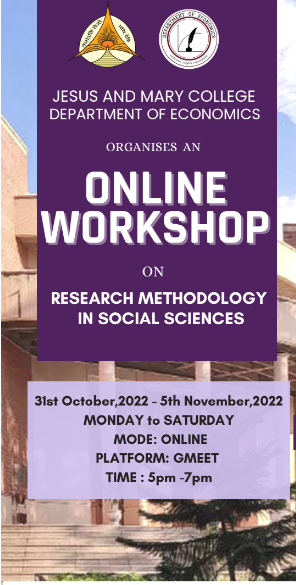 JESUS AND MARY COLLEGE
DEPARTMENT OF ECONOMICS
ORGANISES AN
ONLINE
WORKSHOP
ON
RESEARCH METHODOLOGY
IN SOCIAL SCIENCES
31st October,2022 - 5th November,2022
MONDAY to SATURDAY
MODE: ONLINE
PLATFORM: GMEET
TIME : 5pm -7pm